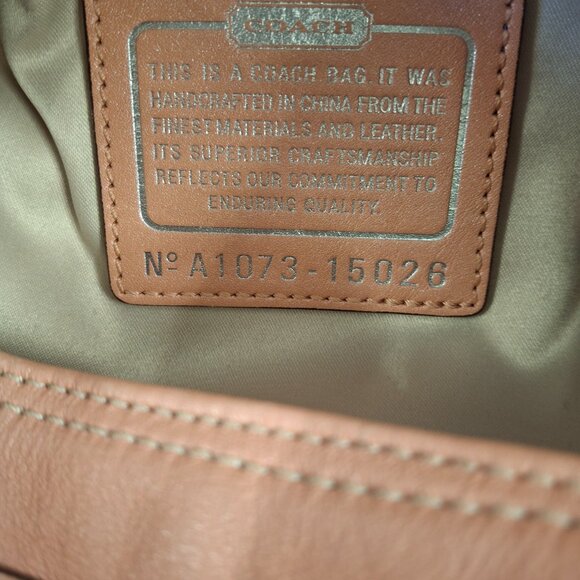 COACH
THIS IS A COACH BAG. IT WAS
HANDCRAFTED IN CHINA FROM THE
FINEST MATERIALS AND LEATHER.
ITS SUPERIOR CRAFTSMANSHIP
REFLECTS OUR COMMITMENT TO
ENDURING QUALITY.
Nº A1073-15026